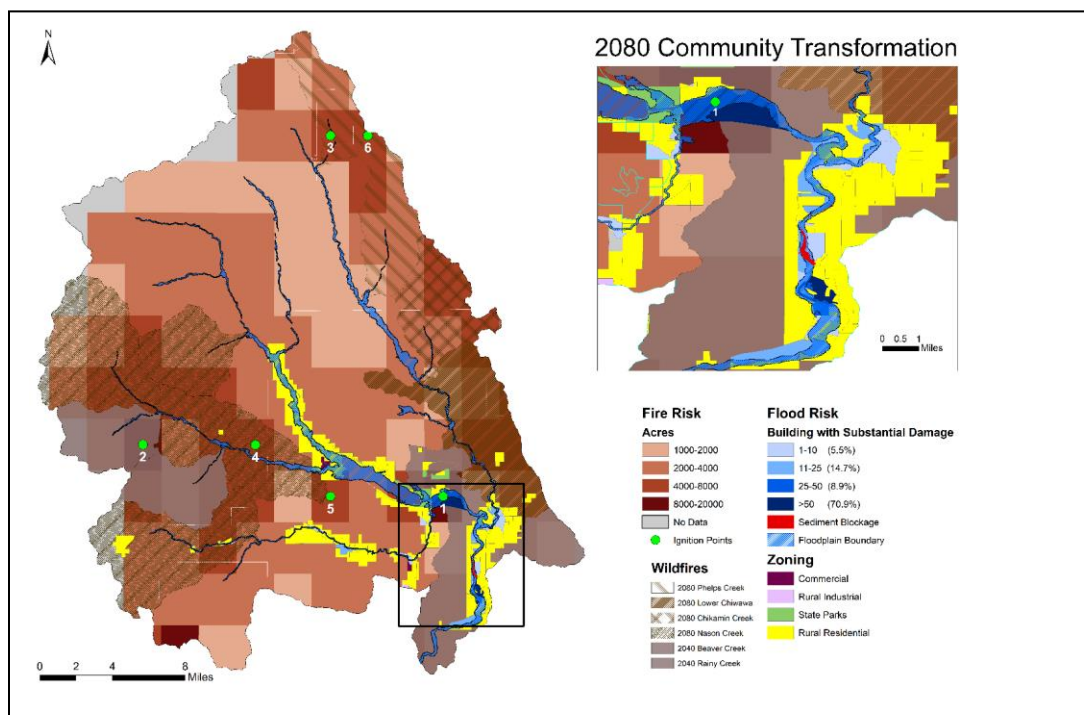 N
2080 Community Transformation
3
6
2
4
5
1
0 2 4 8
Miles
1
0 0.5 1
Miles
Fire Risk
Acres
1000-2000
2000-4000
4000-8000
8000-20000
No Data
Ignition Points
Wildfires
2080 Phelps Creek
2080 Lower Chiwawa
2080 Chikamin Creek
2080 Nason Creek
2040 Beaver Creek
2040 Rainy Creek
Flood Risk
Building with Substantial Damage
1-10 (5.5%)
11-25 (14.7%)
25-50 (8.9%)
>50 (70.9%)
Sediment Blockage
Floodplain Boundary
Zoning
Commercial
Rural Industrial
State Parks
Rural Residential